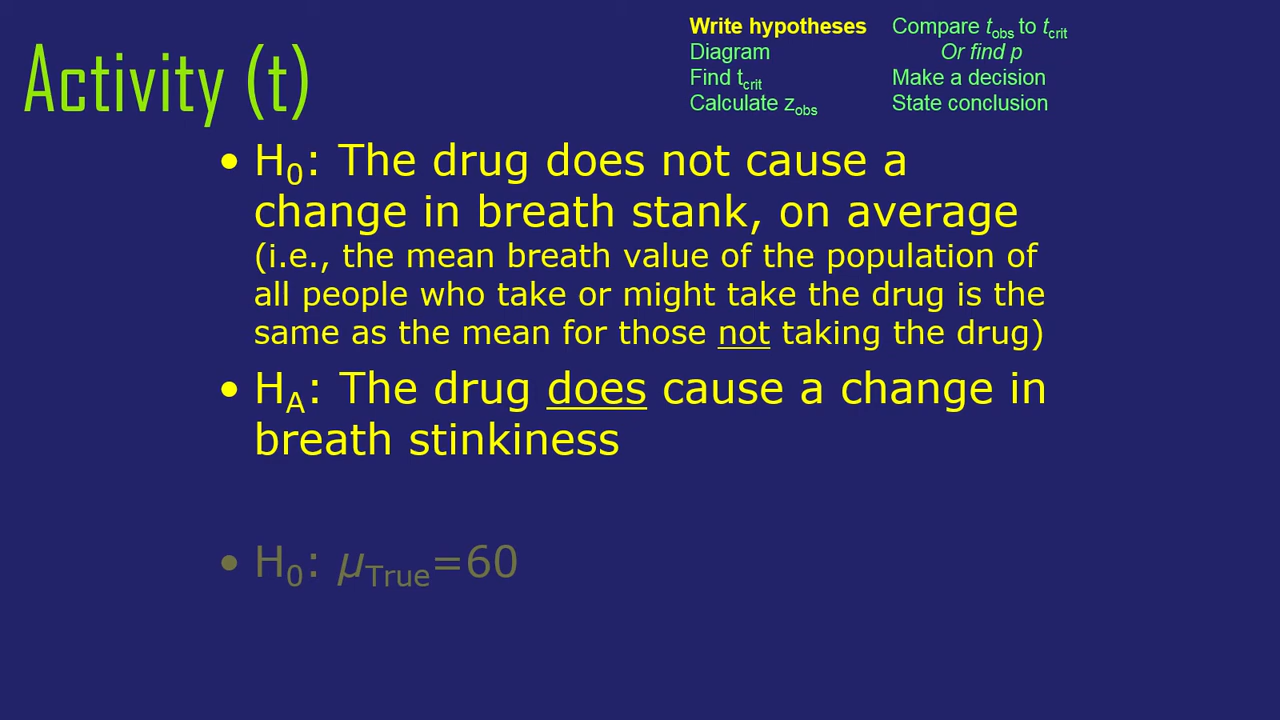 Activity (t)
Write hypotheses
Diagram
Find tcrit
Calculate zobs
Compare tobs to tcrit
Or find p
Make a decision
State conclusion
• H0: The drug does not cause a
change in breath stank, on average
(i.e., the mean breath value of the population of
all people who take or might take the drug is the
same as the mean for those not taking the drug)
• HA: The drug does cause a change in
breath stinkiness
• H0: μTrue=60